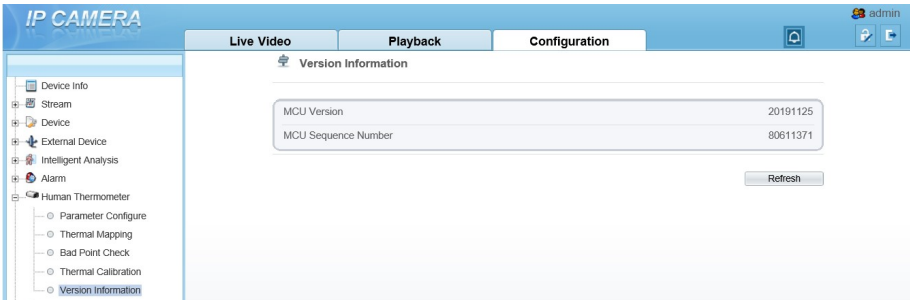 IP CAMERA
admin
Live Video
Playback
Configuration
Version Information
Device Info
Stream
Device
External Device
Intelligent Analysis
Alarm
Human Thermometer
Parameter Configure
Thermal Mapping
Bad Point Check
Thermal Calibration
Version Information
MCU Version 20191125
MCU Sequence Number 80611371
Refresh